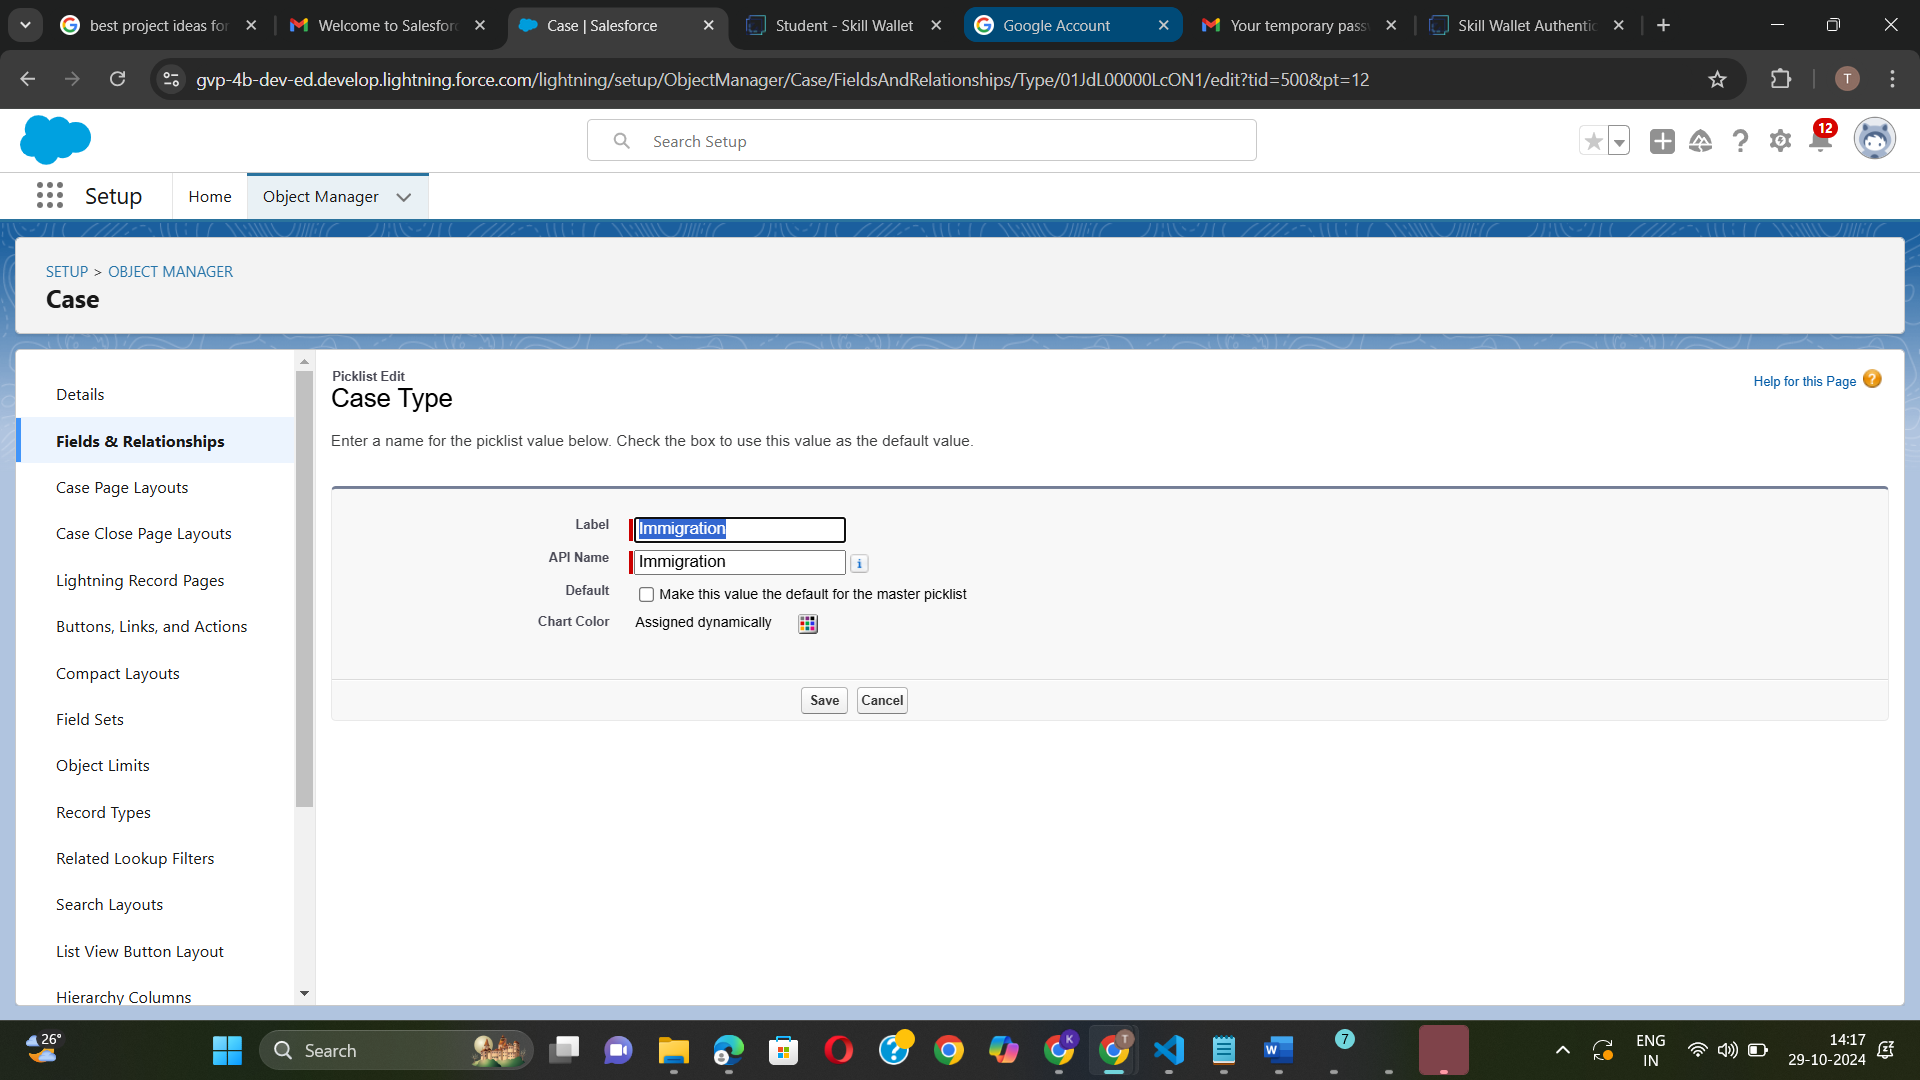 best project ideas for
Welcome to Salesforc
Case | Salesforce
Student - Skill Wallet
Google Account
Your temporary pass
Skill Wallet Authentic
gvp-4b-dev-ed.develop.lightning.force.com/lightning/setup/ObjectManager/Case/FieldsAndRelationships/Type/01JdL00000LcON1/edit?tid=500&pt=12
T
Search Setup
12
Setup
Home
Object Manager
SETUP > OBJECT MANAGER
Case
Details
Fields & Relationships
Case Page Layouts
Case Close Page Layouts
Lightning Record Pages
Buttons, Links, and Actions
Compact Layouts
Field Sets
Object Limits
Record Types
Related Lookup Filters
Search Layouts
List View Button Layout
Hierarchy Columns
Picklist Edit
Case Type
Help for this Page ?
Enter a name for the picklist value below. Check the box to use this value as the default value.
Label Immigration
API Name Immigration i
Default Make this value the default for the master picklist
Chart Color Assigned dynamically
Save Cancel
26°
Search
K
T
W
7
ENG
IN
14:17
29-10-2024